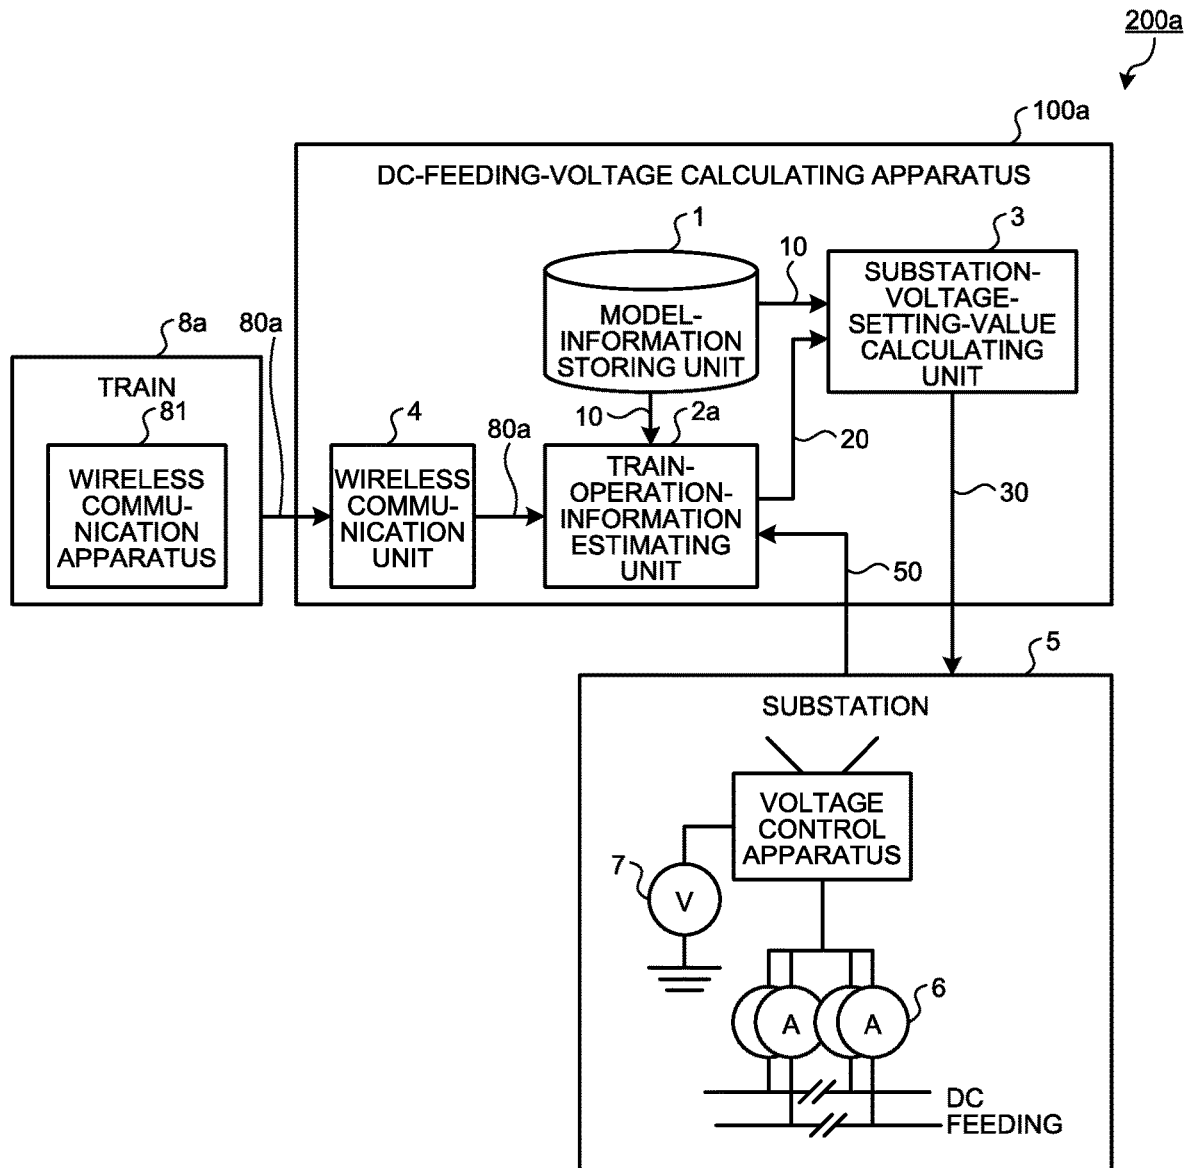 200a
100a
DC-FEEDING-VOLTAGE CALCULATING APPARATUS
1
3
10
MODEL-
INFORMATION
STORING UNIT
SUBSTATION-
VOLTAGE-
SETTING-VALUE
CALCULATING
UNIT
8a
80a
TRAIN
81
WIRELESS
COMMU-
NICATION
APPARATUS
4
WIRELESS
COMMU-
NICATION
UNIT
80a
10
2a
TRAIN-
OPERATION-
INFORMATION
ESTIMATING
UNIT
20
30
50
5
SUBSTATION
VOLTAGE
CONTROL
APPARATUS
7
V
6
A
A
DC
FEEDING